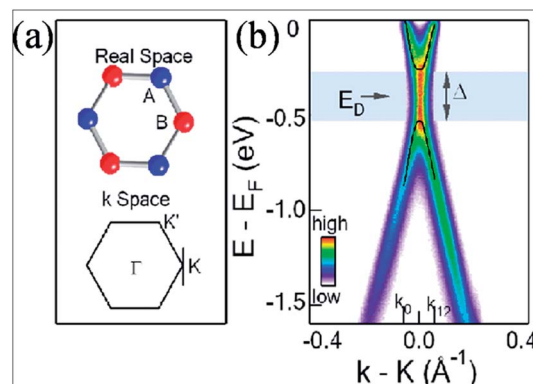 (a)
Real Space
A
B
k Space
K'
Γ
K
(b)
E_D
Δ
E - E_F (eV)
0
-0.5
-1.0
-1.5
high
low
k_0
k_12
-0.4
0.0
0.4
k - K (Å⁻¹)